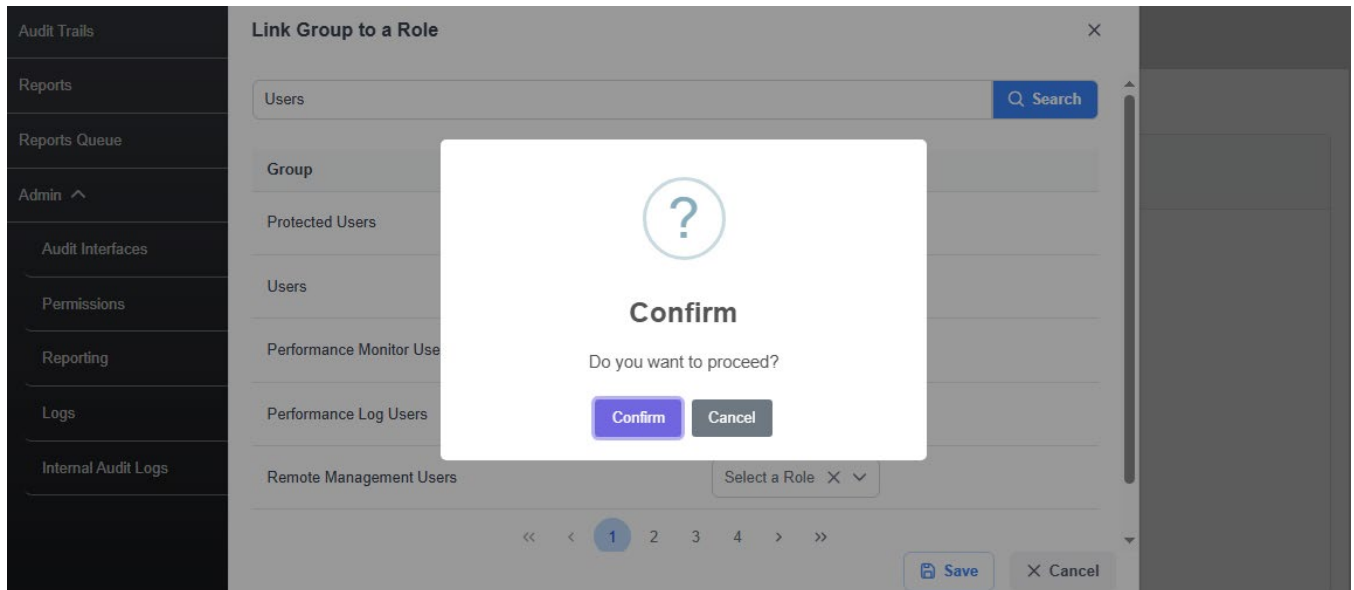 Audit Trails
Reports
Reports Queue
Admin
Audit Interfaces
Permissions
Reporting
Logs
Internal Audit Logs
Link Group to a Role
Users
Search
Group
Protected Users
Users
Performance Monitor Use
Performance Log Users
Remote Management Users
Select a Role
?
Confirm
Do you want to proceed?
Confirm Cancel
1 2 3 4
Save Cancel